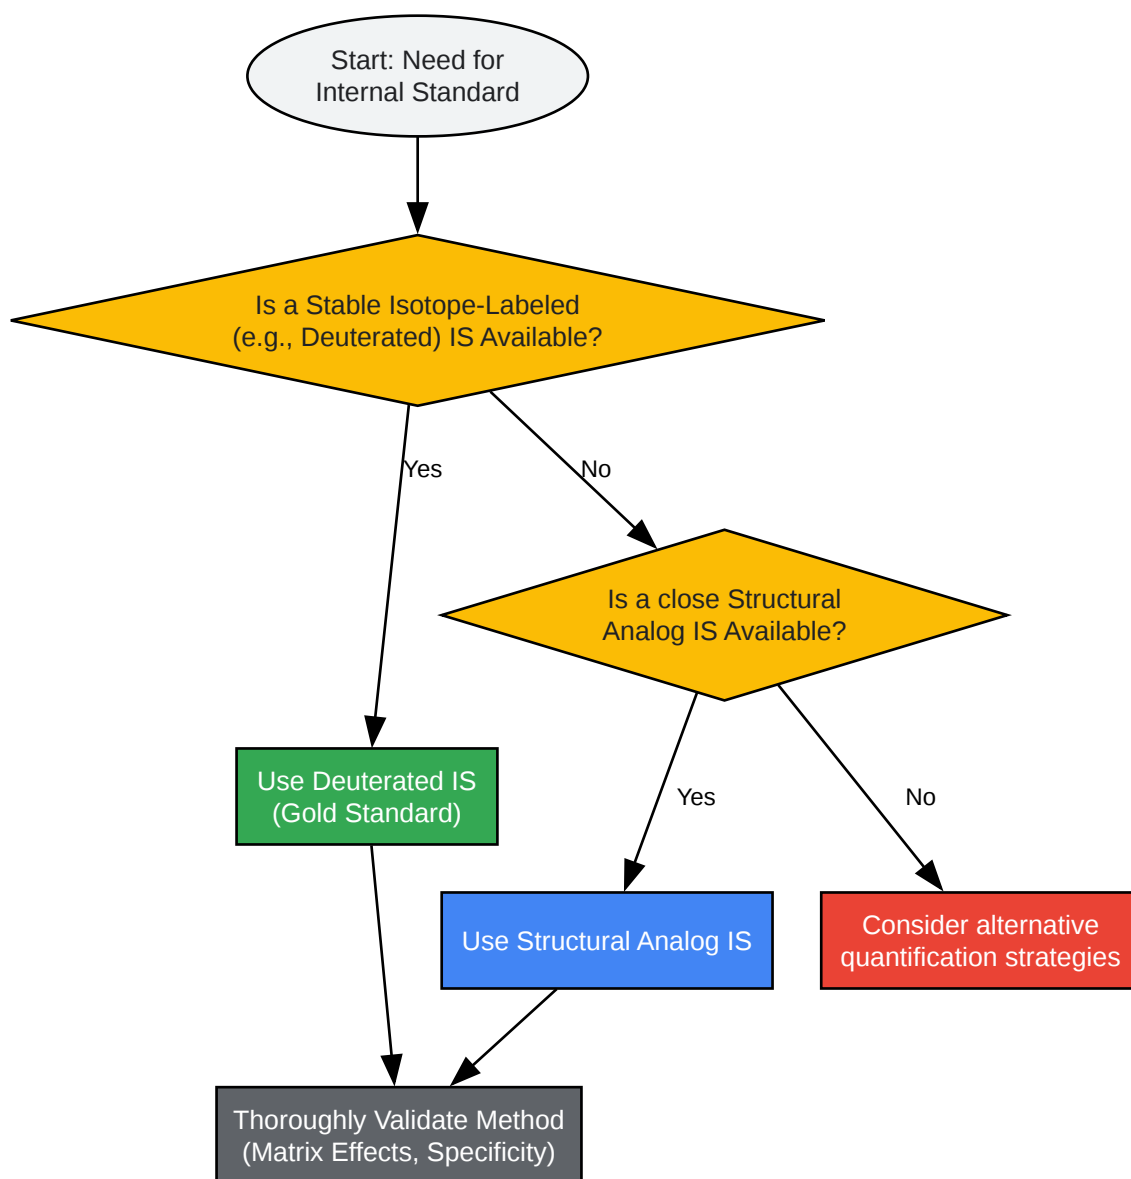 Start: Need for
Internal Standard
Is a Stable Isotope-Labeled
(e.g., Deuterated) IS Available?
Yes
No
Is a close Structural
Analog IS Available?
Use Deuterated IS
(Gold Standard)
Yes
No
Use Structural Analog IS
Consider alternative
quantification strategies
Thoroughly Validate Method
(Matrix Effects, Specificity)